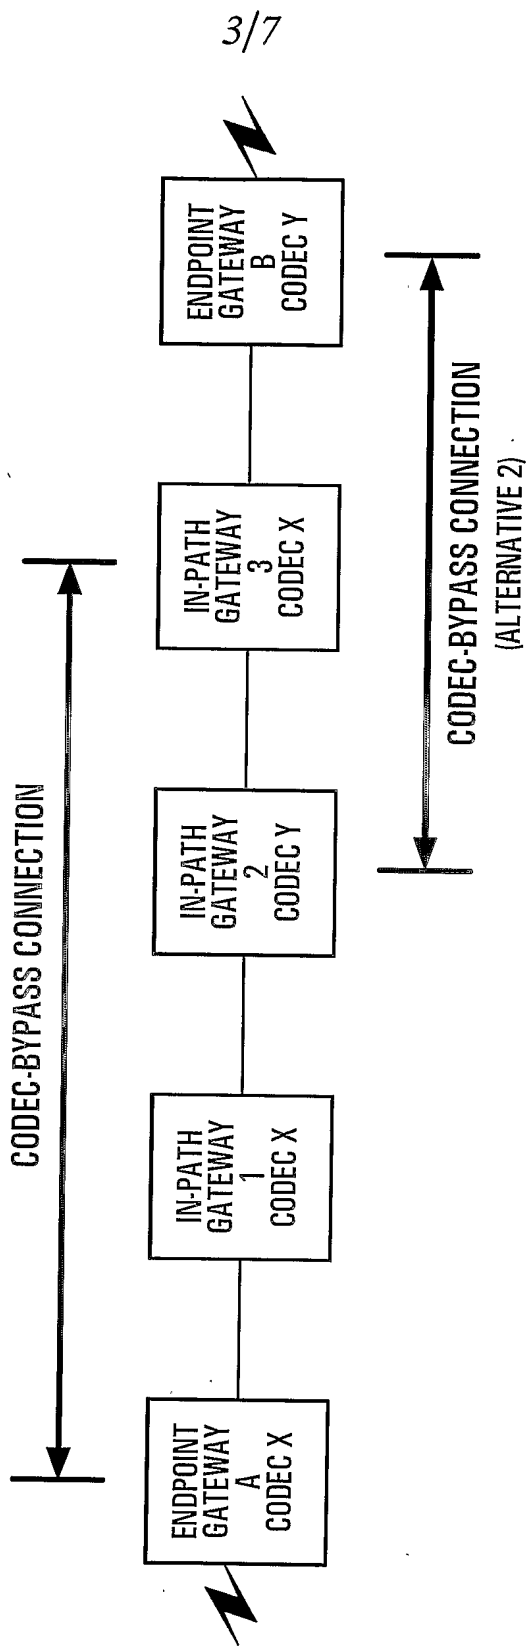 3/7
CODEC-BYPASS CONNECTION
ENDPOINT
GATEWAY
A
CODEC X
IN-PATH
GATEWAY
1
CODEC X
IN-PATH
GATEWAY
2
CODEC Y
IN-PATH
GATEWAY
3
CODEC X
ENDPOINT
GATEWAY
B
CODEC Y
CODEC-BYPASS CONNECTION
(ALTERNATIVE 2)